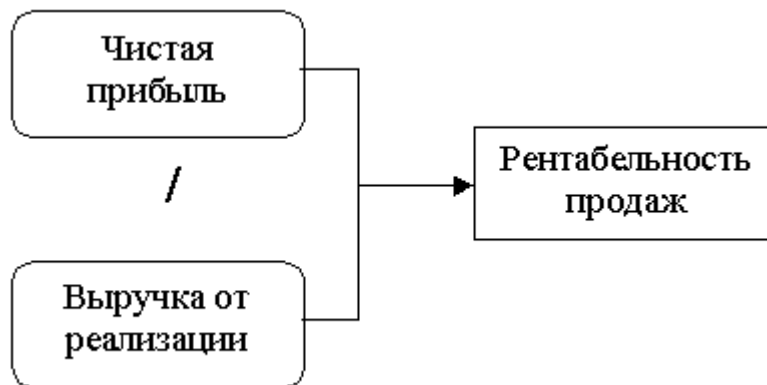 Чистая
прибыль
/
Выручка от
реализации
Рентабельность
продаж